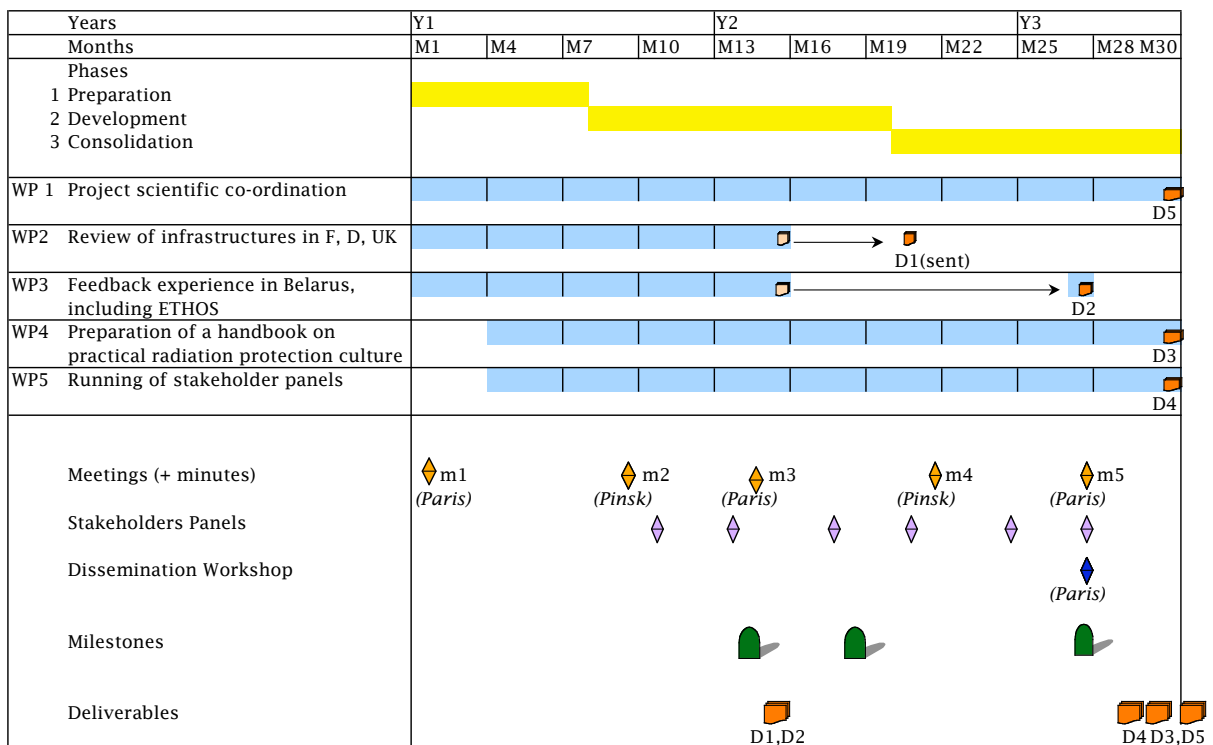 Years Y1 Y2 Y3
Months M1 M4 M7 M10 M13 M16 M19 M22 M25 M28 M30
Phases
1 Preparation
2 Development
3 Consolidation
WP 1 Project scientific co-ordination
D5
WP2 Review of infrastructures in F, D, UK
D1(sent)
WP3 Feedback experience in Belarus,
including ETHOS D2
WP4 Preparation of a handbook on
practical radiation protection culture D3
WP5 Running of stakeholder panels
D4
Meetings (+ minutes) m1 m2 m3 m4 m5
(Paris) (Pinsk) (Paris) (Pinsk) (Paris)
Stakeholders Panels
Dissemination Workshop
(Paris)
Milestones
Deliverables
D1,D2 D4 D3,D5